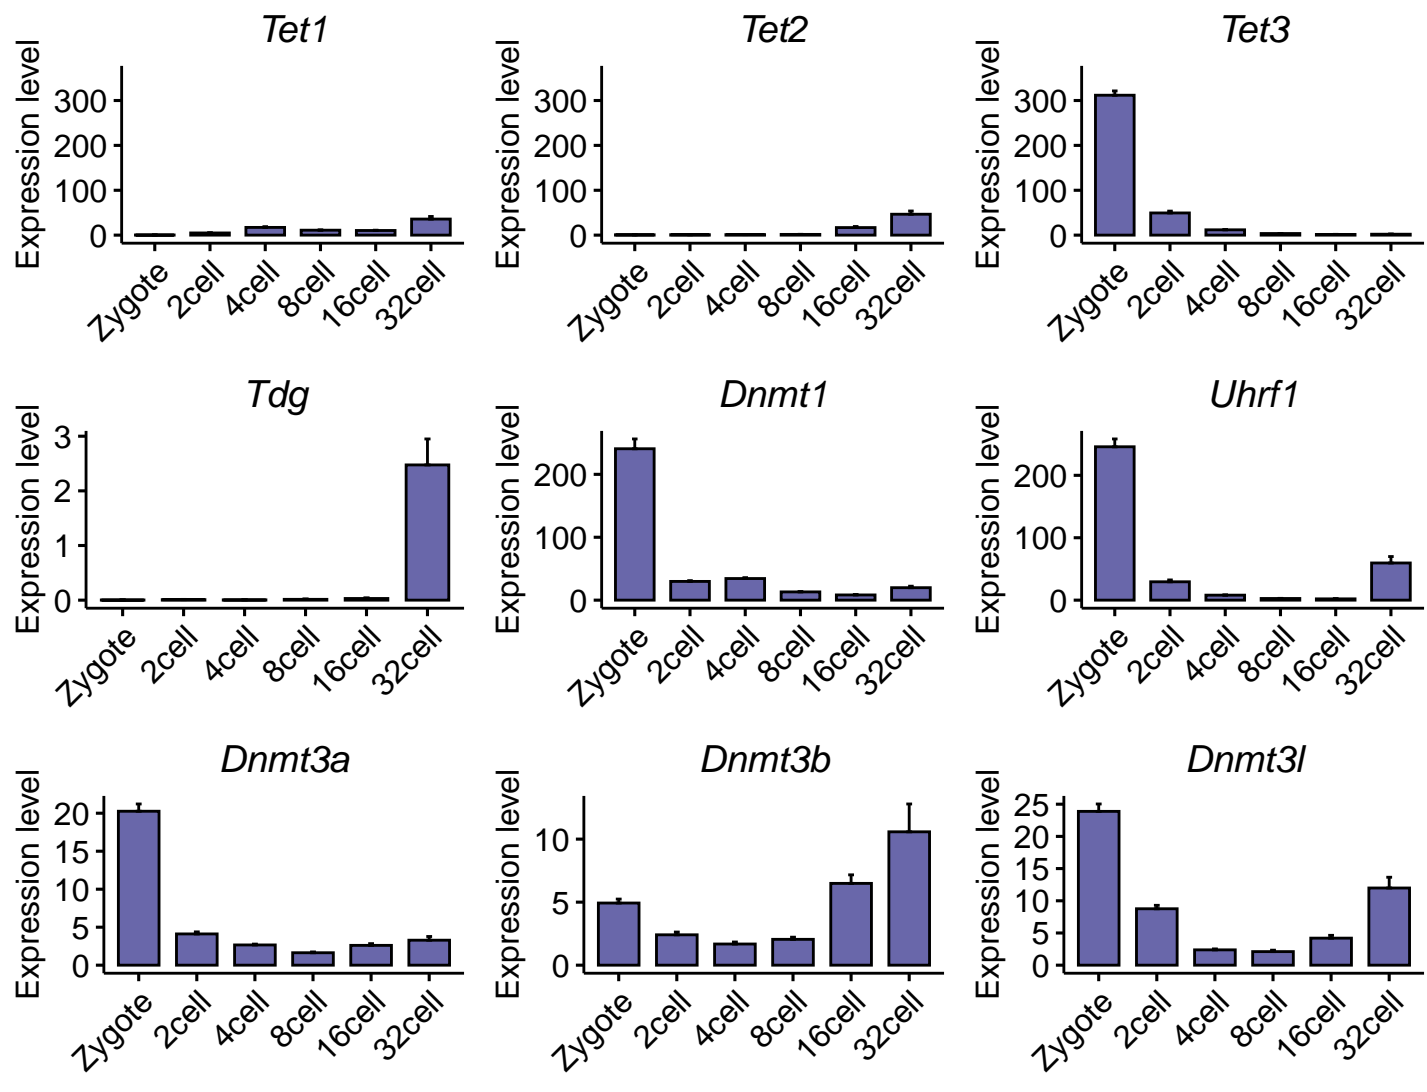 Tet1
Expression level
300
200
100
0
Zygote
2cell
4cell
8cell
16cell
32cell
Tet2
Expression level
300
200
100
0
Zygote
2cell
4cell
8cell
16cell
32cell
Tet3
Expression level
300
200
100
0
Zygote
2cell
4cell
8cell
16cell
32cell
Tdg
Expression level
3
2
1
0
Zygote
2cell
4cell
8cell
16cell
32cell
Dnmt1
Expression level
200
100
0
Zygote
2cell
4cell
8cell
16cell
32cell
Uhrf1
Expression level
200
100
0
Zygote
2cell
4cell
8cell
16cell
32cell
Dnmt3a
Expression level
20
15
10
5
0
Zygote
2cell
4cell
8cell
16cell
32cell
Dnmt3b
Expression level
10
5
0
Zygote
2cell
4cell
8cell
16cell
32cell
Dnmt3l
Expression level
25
20
15
10
5
0
Zygote
2cell
4cell
8cell
16cell
32cell